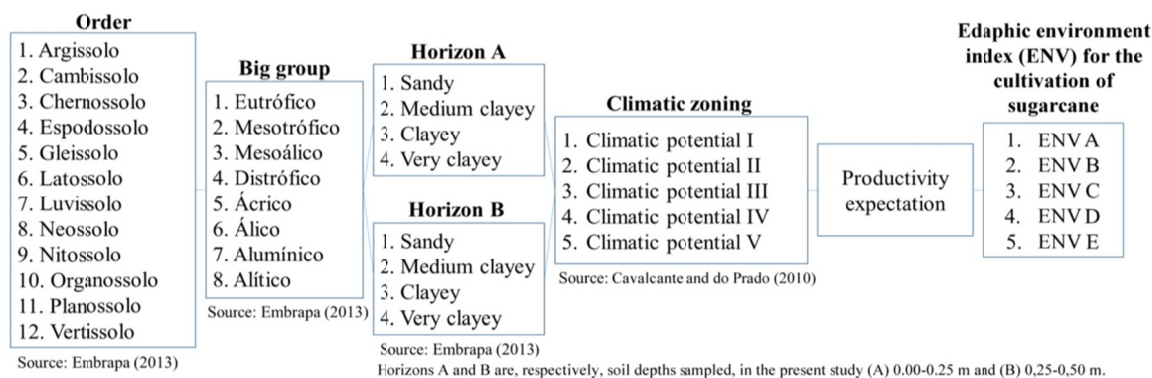 Order
1. Argissolo
2. Cambissolo
3. Chernossolo
4. Espodossolo
5. Gleissolo
6. Latossolo
7. Luvissolo
8. Neossolo
9. Nitossolo
10. Organossolo
11. Planossolo
12. Vertissolo
Source: Embrapa (2013)
Big group
1. Eutrófico
2. Mesotrófico
3. Mesoálico
4. Distrófico
5. Ácrico
6. Álico
7. Alumínico
8. Alítico
Source: Embrapa (2013)
Horizon A
1. Sandy
2. Medium clayey
3. Clayey
4. Very clayey
Horizon B
1. Sandy
2. Medium clayey
3. Clayey
4. Very clayey
Source: Embrapa (2013)
Climatic zoning
1. Climatic potential I
2. Climatic potential II
3. Climatic potential III
4. Climatic potential IV
5. Climatic potential V
Source: Cavalcante and do Prado (2010)
Productivity
expectation
Edaphic environment
index (ENV) for the
cultivation of
sugarcane
1. ENV A
2. ENV B
3. ENV C
4. ENV D
5. ENV E
Horizons A and B are, respectively, soil depths sampled, in the present study (A) 0.00-0.25 m and (B) 0,25-0,50 m.